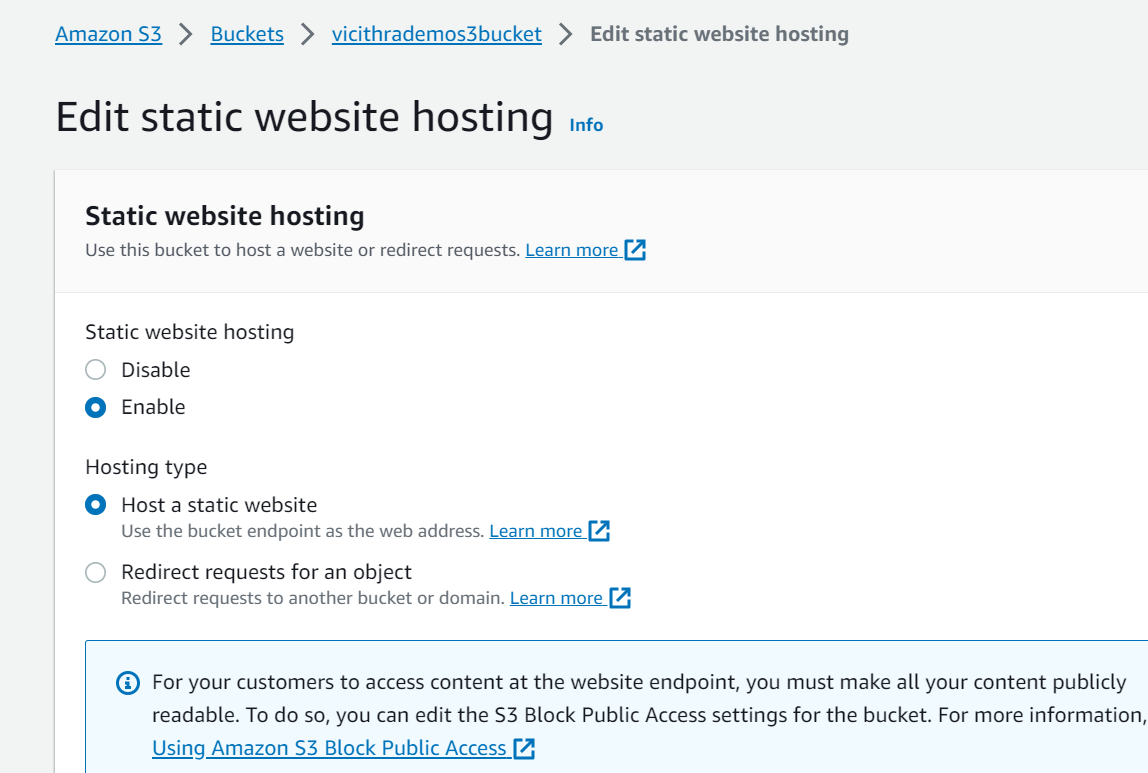 Amazon S3 > Buckets > vicithrademos3bucket > Edit static website hosting
Edit static website hosting Info
Static website hosting
Use this bucket to host a website or redirect requests. Learn more
Static website hosting
Disable
Enable
Hosting type
Host a static website
Use the bucket endpoint as the web address. Learn more
Redirect requests for an object
Redirect requests to another bucket or domain. Learn more
For your customers to access content at the website endpoint, you must make all your content publicly
readable. To do so, you can edit the S3 Block Public Access settings for the bucket. For more information,
Using Amazon S3 Block Public Access